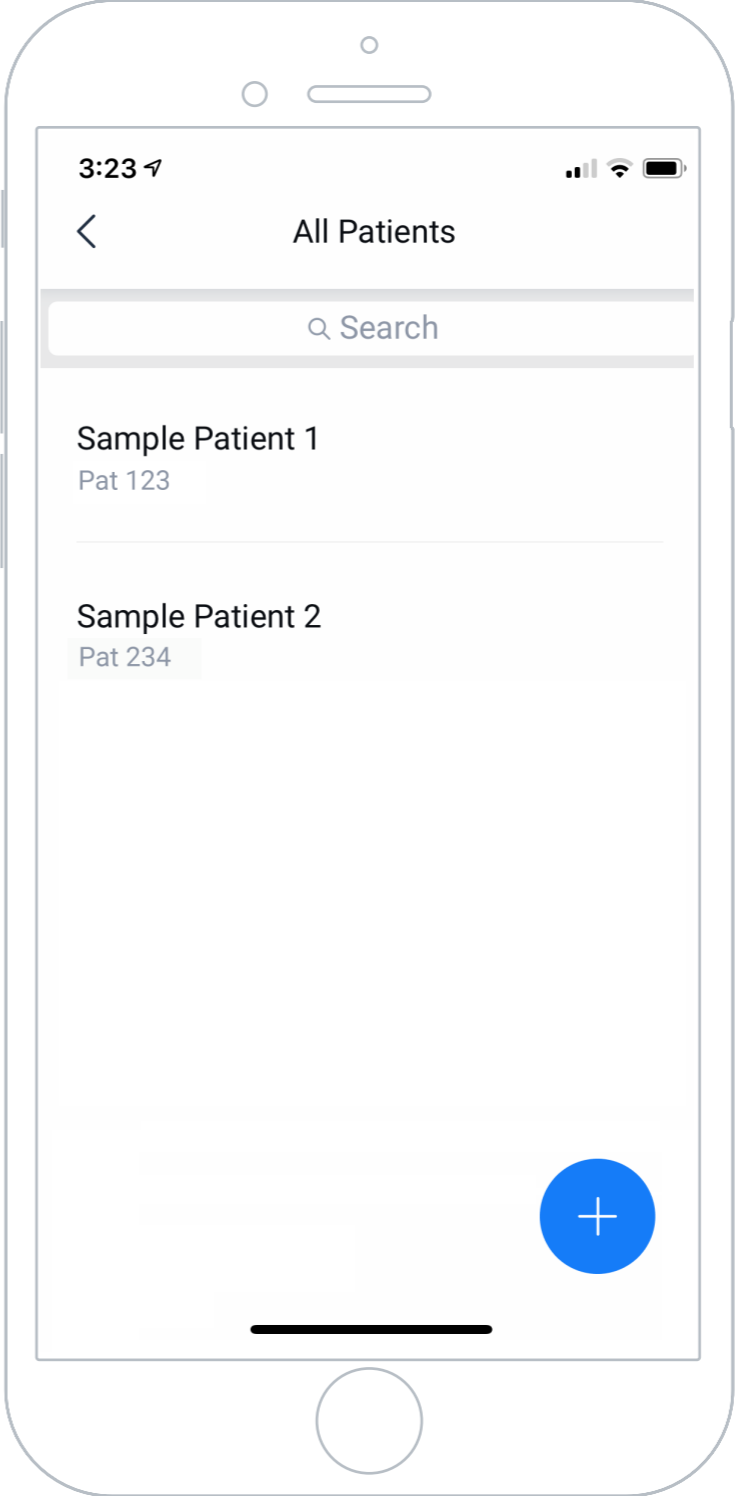 3:23
All Patients
Search
Sample Patient 1
Pat 123
Sample Patient 2
Pat 234